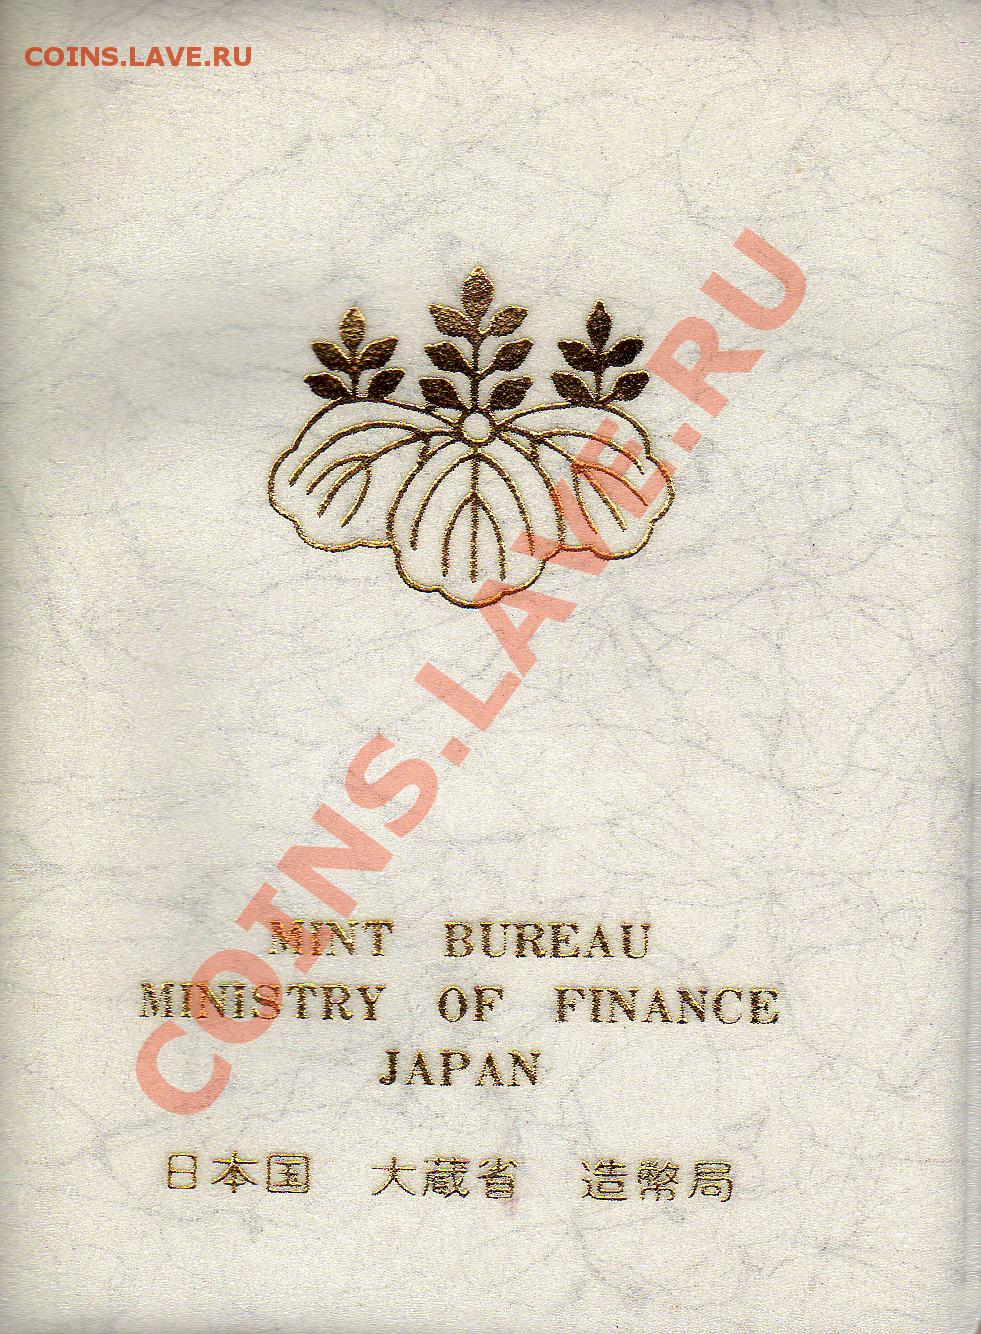 COINS.LAVE.RU
COINS.LAVE.RU
MINT BUREAU
MINISTRY OF FINANCE
JAPAN
日本国 大蔵省 造幣局